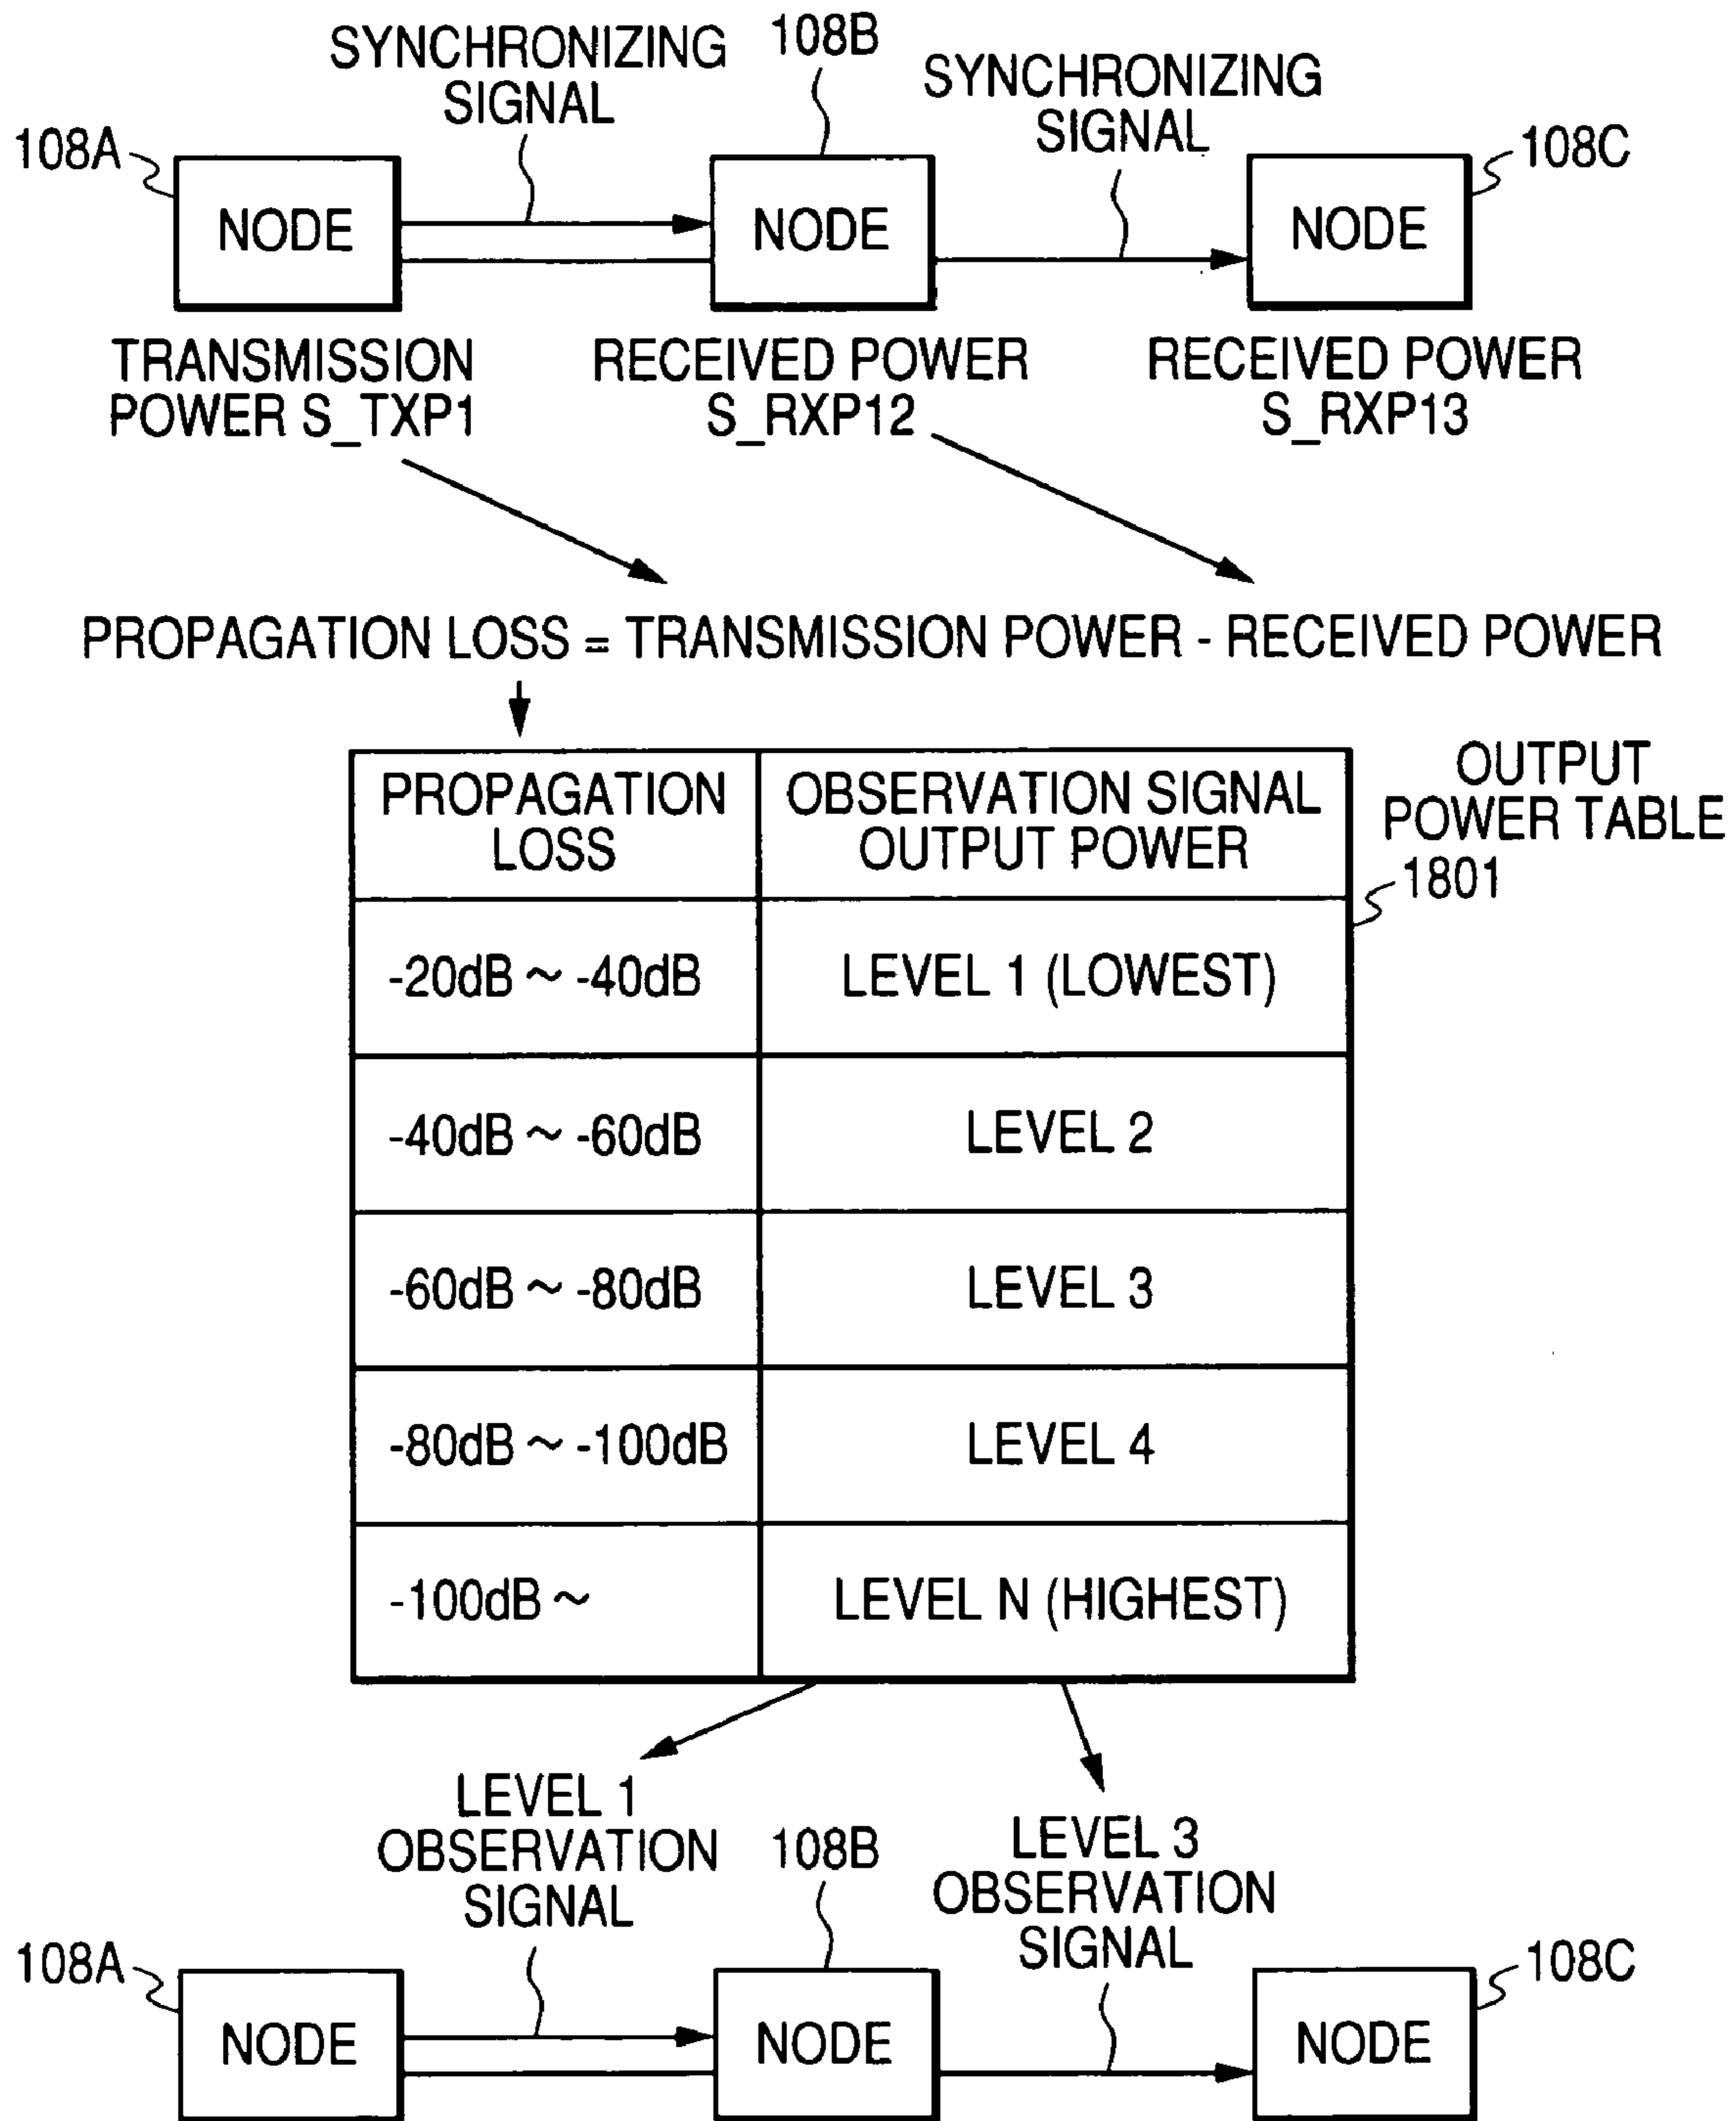 SYNCHRONIZING
SIGNAL
108B
SYNCHRONIZING
SIGNAL
108A
108C
NODE
NODE
NODE
TRANSMISSION
POWER S_TXP1
RECEIVED POWER
S_RXP12
RECEIVED POWER
S_RXP13
PROPAGATION LOSS = TRANSMISSION POWER - RECEIVED POWER
PROPAGATION
LOSS
OBSERVATION SIGNAL
OUTPUT POWER
OUTPUT
POWER TABLE
1801
-20dB ~ -40dB
LEVEL 1 (LOWEST)
-40dB ~ -60dB
LEVEL 2
-60dB ~ -80dB
LEVEL 3
-80dB ~ -100dB
LEVEL 4
-100dB ~
LEVEL N (HIGHEST)
LEVEL 1
OBSERVATION
SIGNAL
108B
LEVEL 3
OBSERVATION
SIGNAL
108A
108C
NODE
NODE
NODE